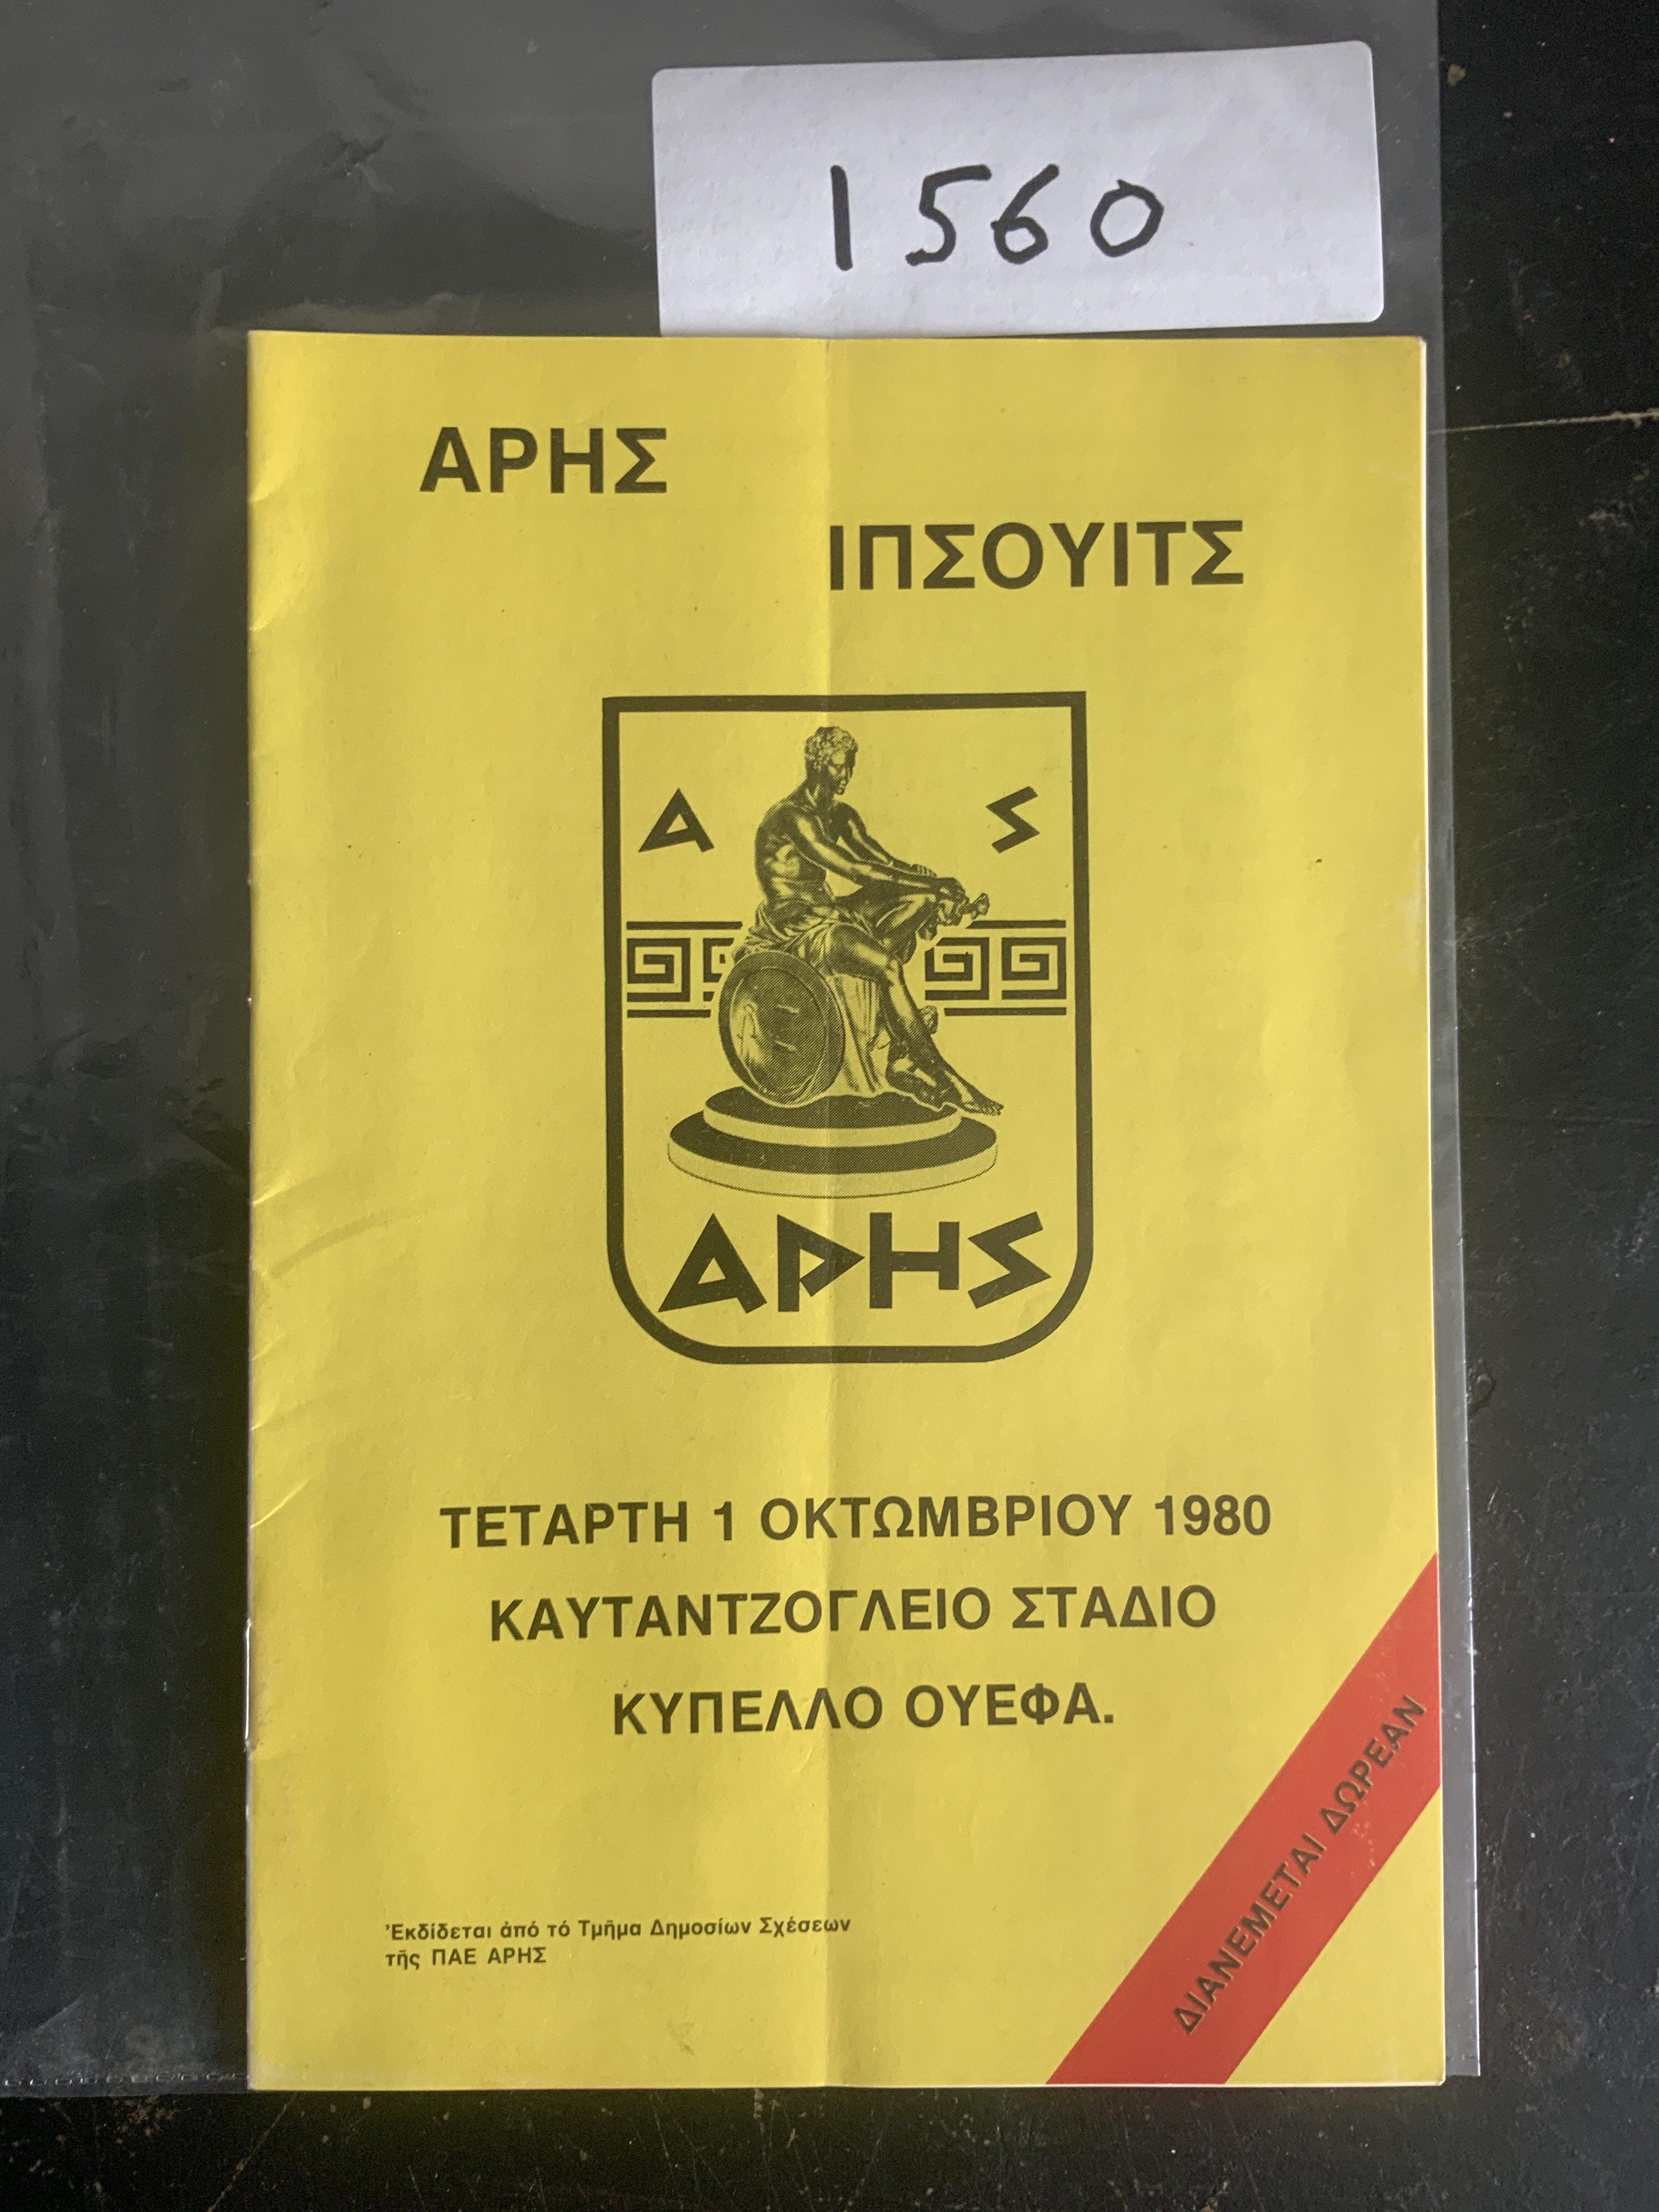 1560
ΑΡΗΣ
ΙΠΣΟΥΙΤΣ
Α Σ
ΑΡΗΣ
ΤΕΤΑΡΤΗ 1 ΟΚΤΩΜΒΡΙΟΥ 1980
ΚΑΥΤΑΝΤΖΟΓΛΕΙΟ ΣΤΑΔΙΟ
ΚΥΠΕΛΛΟ ΟΥΕΦΑ.
ΔΙΑΝΕΜΕΤΑΙ ΔΩΡΕΑΝ
Ἐκδίδεται ἀπό τό Τμῆμα Δημοσίων Σχέσεων
τῆς ΠΑΕ ΑΡΗΣ